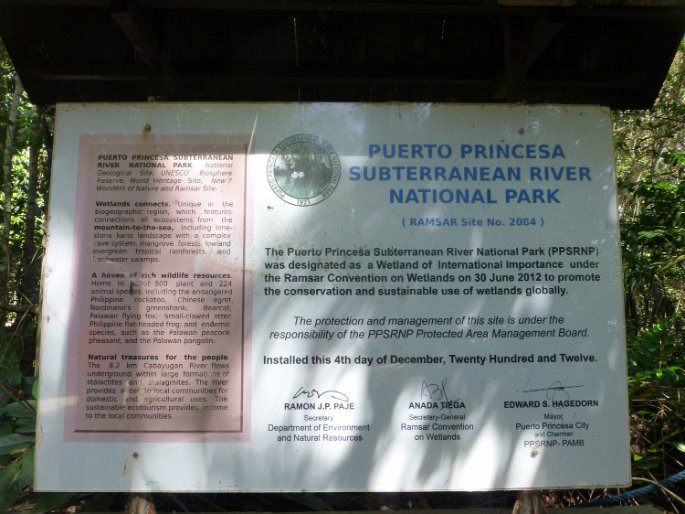 PUERTO PRINCESA SUBTERRANEAN
RIVER NATIONAL PARK. National
Geological Site, UNESCO Biosphere
Reserve, World Heritage Site, New 7
Wonders of Nature and Ramsar Site.
Wetlands connects. Unique in the
biogeographic region, which features
connections of ecosystems from the
mountain-to-the-sea, including lime-
stone karst landscape with a complex
cave system, mangrove forests, lowland
evergreen tropical rainforests and
freshwater swamps.
A haven of rich wildlife resources.
Home to about 800 plant and 224
animal species, including the endangered
Philippine cockatoo, Chinese egret,
Nordmann's greenshank, Bearcat,
Palawan flying fox, Small-clawed otter,
Philippine flat-headed frog; and endemic
species, such as the Palawan peacock
pheasant, and the Palawan pangolin.
Natural treasures for the people.
The 8.2 km Cabayugan River flows
underground within large formations of
stalactites and stalagmites. The river
provides water to local communities for
domestic and agricultural uses. The
sustainable ecotourism provides income
to the local communities.
PUERTO PRINCESA SUBTERRANEAN RIVER NATIONAL PARK
1971
PUERTO PRINCESA
SUBTERRANEAN RIVER
NATIONAL PARK
( RAMSAR Site No. 2084 )
The Puerto Princesa Subterranean River National Park (PPSRNP)
was designated as a Wetland of International Importance under
the Ramsar Convention on Wetlands on 30 June 2012 to promote
the conservation and sustainable use of wetlands globally.
The protection and management of this site is under the
responsibility of the PPSRNP Protected Area Management Board.
Installed this 4th day of December, Twenty Hundred and Twelve.
RAMON J.P. PAJE
Secretary
Department of Environment
and Natural Resources
ANADA TIEGA
Secretary-General
Ramsar Convention
on Wetlands
EDWARD S. HAGEDORN
Mayor
Puerto Princesa City
and Chairman
PPSRNP- PAMB